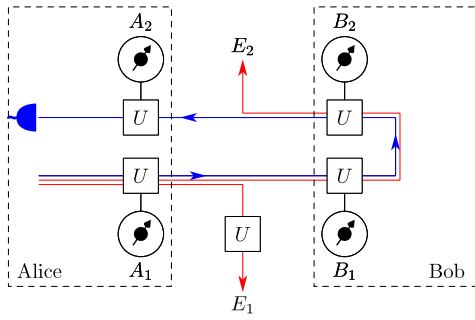 A₂ E₂ B₂
U U
U U
U
Alice A₁ B₁ Bob
E₁